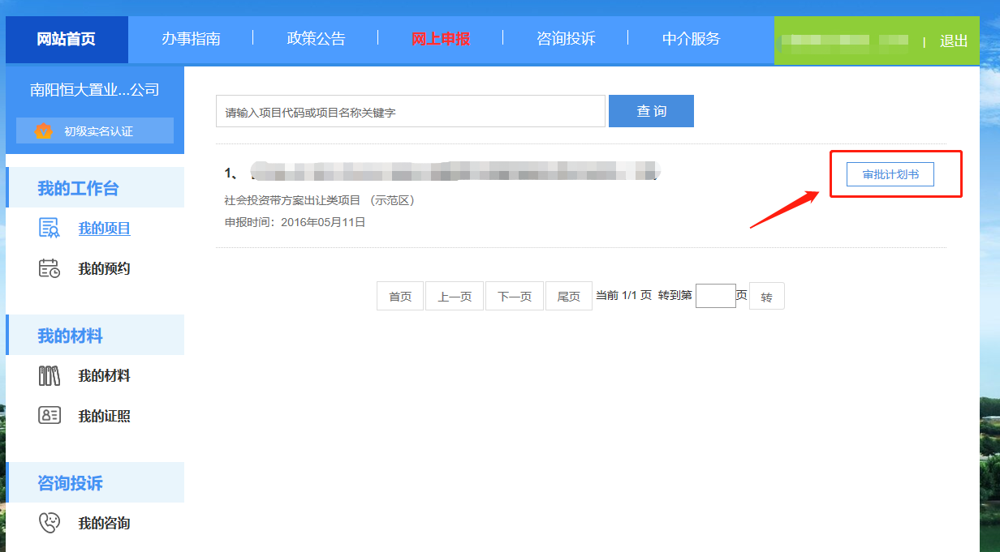 网站首页 办事指南 政策公告 网上申报 咨询投诉 中介服务 | 退出
南阳恒大置业...公司
初级实名认证
请输入项目代码或项目名称关键字 查 询
1、
审批计划书
社会投资带方案出让类项目 （示范区）
申报时间：2016年05月11日
首页 上一页 下一页 尾页 当前 1/1 页 转到第 页 转
我的工作台
我的项目
我的预约
我的材料
我的材料
我的证照
咨询投诉
我的咨询